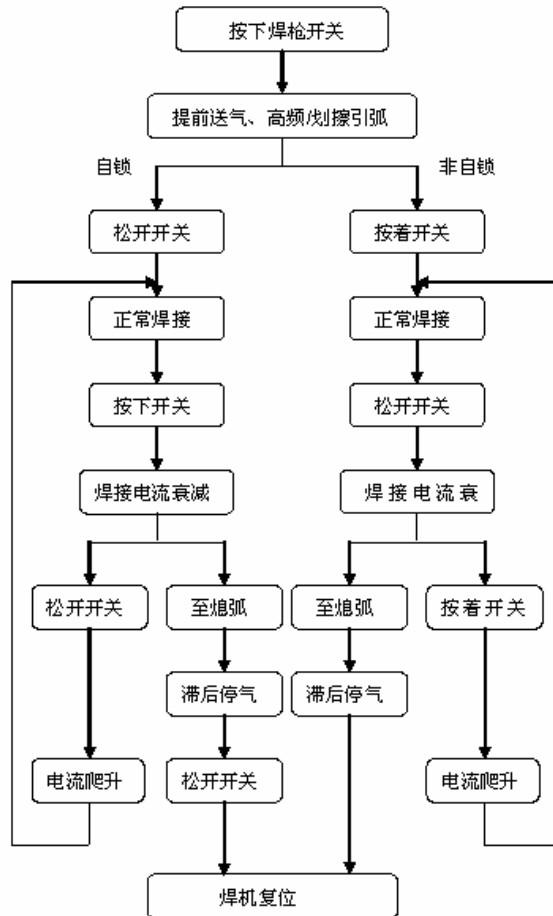 按下焊枪开关
提前送气、高频/划擦引弧
自锁
非自锁
松开开关
按着开关
正常焊接
正常焊接
按下开关
松开开关
焊接电流衰减
焊接电流衰
松开开关
至熄弧
至熄弧
按着开关
滞后停气
滞后停气
电流爬升
松开开关
电流爬升
焊机复位